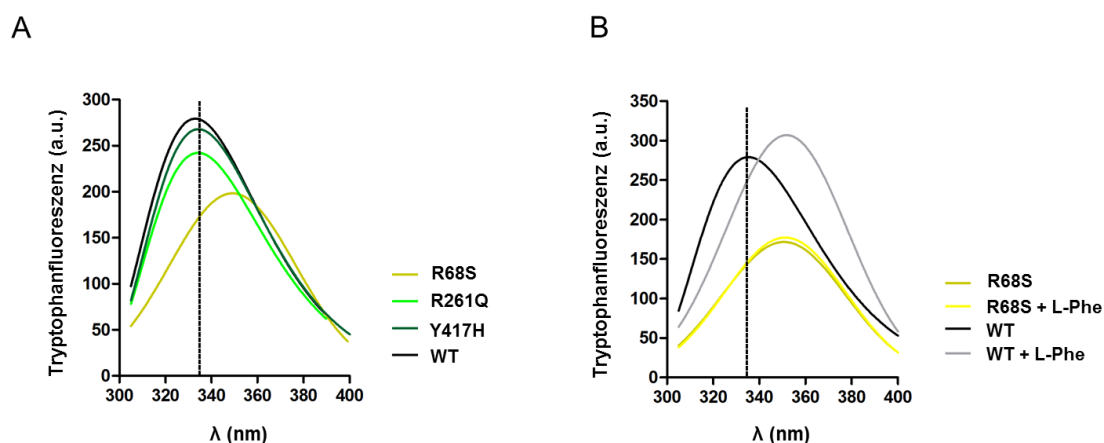 A
B
Tryptophanfluoreszenz (a.u.)
300
250
200
150
100
50
0
300
320
340
360
380
400
λ (nm)
R68S
R261Q
Y417H
WT
Tryptophanfluoreszenz (a.u.)
350
300
250
200
150
100
50
0
300
320
340
360
380
400
λ (nm)
R68S
R68S + L-Phe
WT
WT + L-Phe